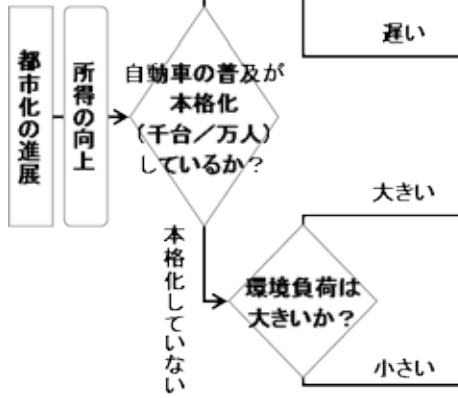 都市化の進展
所得の向上
自動車の普及が
本格化
(千台／万人)
しているか？
遅い
本格化していない
環境負荷は
大きいか？
大きい
小さい